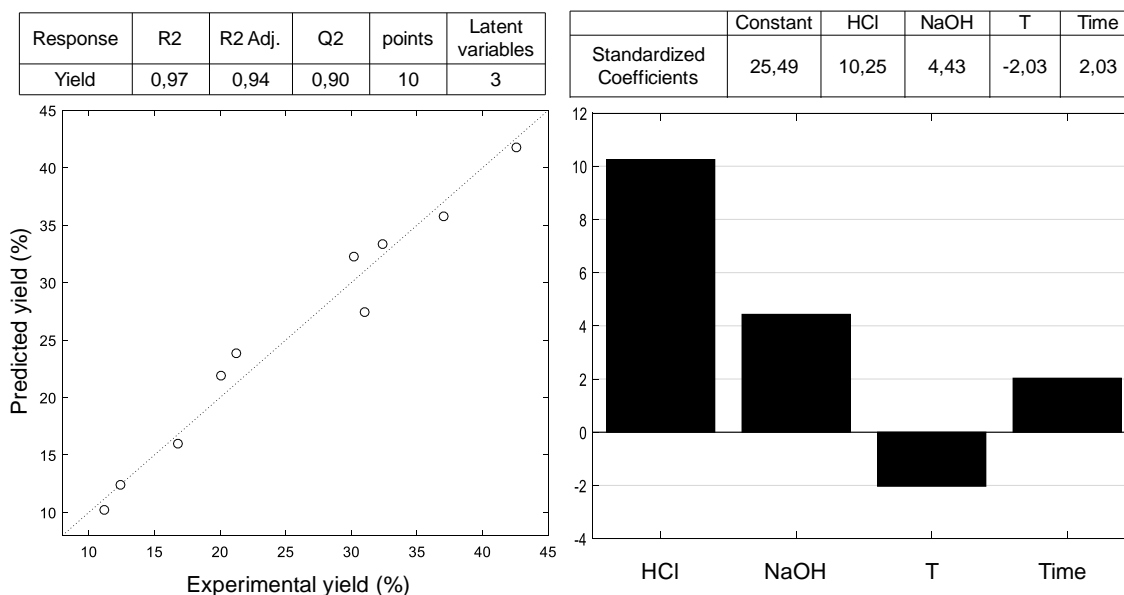 Response R2 R2 Adj. Q2 points Latent variables
Yield 0,97 0,94 0,90 10 3
Constant HCl NaOH T Time
Standardized Coefficients 25,49 10,25 4,43 -2,03 2,03
45
40
35
30
25
20
15
10
Predicted yield (%)
10 15 20 25 30 35 40 45
Experimental yield (%)
12
10
8
6
4
2
0
-2
-4
HCl NaOH T Time